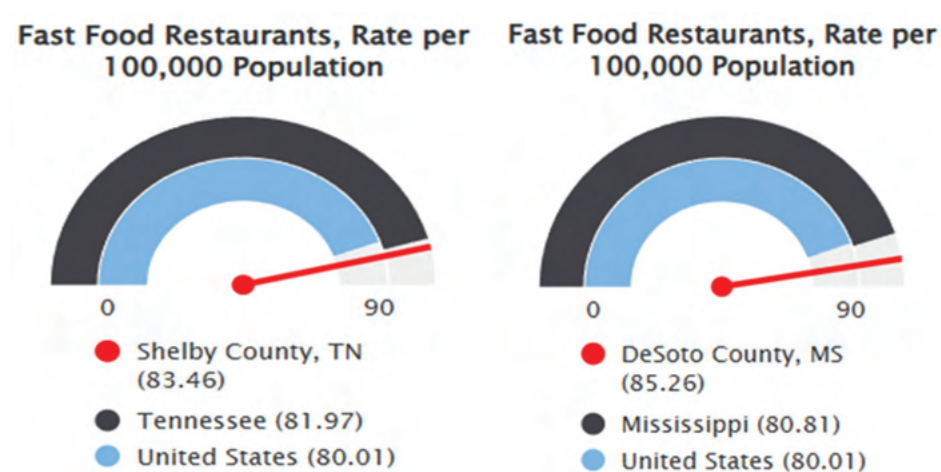 Fast Food Restaurants, Rate per
100,000 Population
0
90
Shelby County, TN
(83.46)
Tennessee (81.97)
United States (80.01)
Fast Food Restaurants, Rate per
100,000 Population
0
90
DeSoto County, MS
(85.26)
Mississippi (80.81)
United States (80.01)